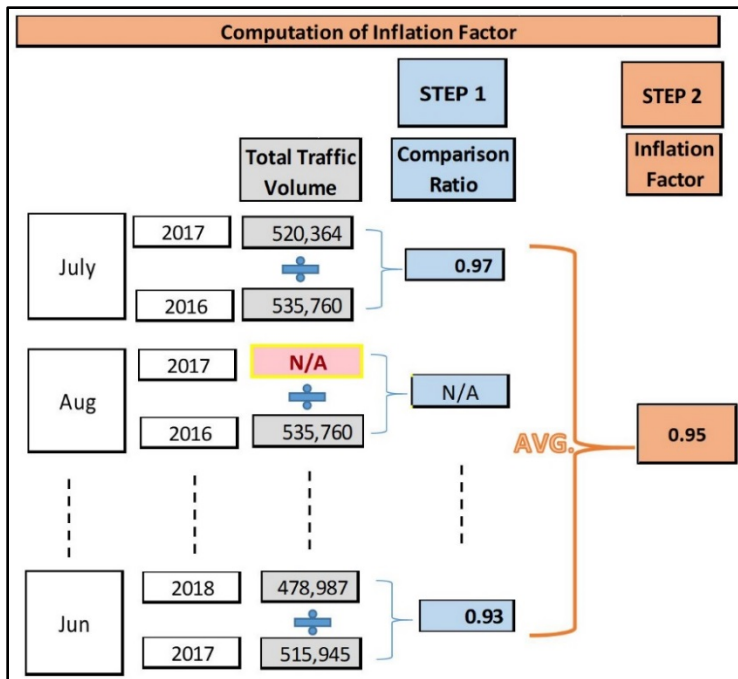 Computation of Inflation Factor
STEP 1
STEP 2
Total Traffic
Volume
Comparison
Ratio
Inflation
Factor
July
2017
520,364
0.97
2016
535,760
Aug
2017
N/A
N/A
2016
535,760
AVG.
0.95
Jun
2018
478,987
0.93
2017
515,945